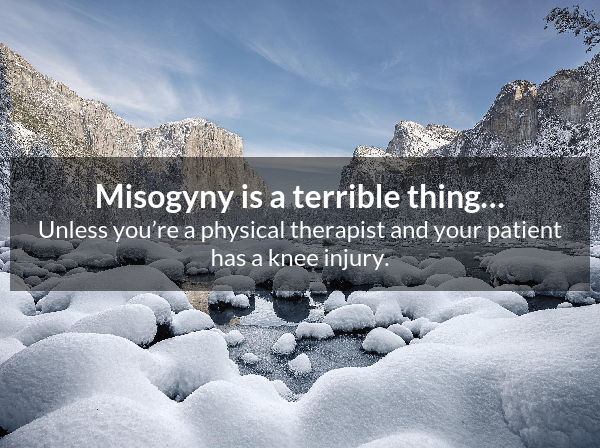 Misogyny is a terrible thing...
Unless you're a physical therapist and your patient
has a knee injury.